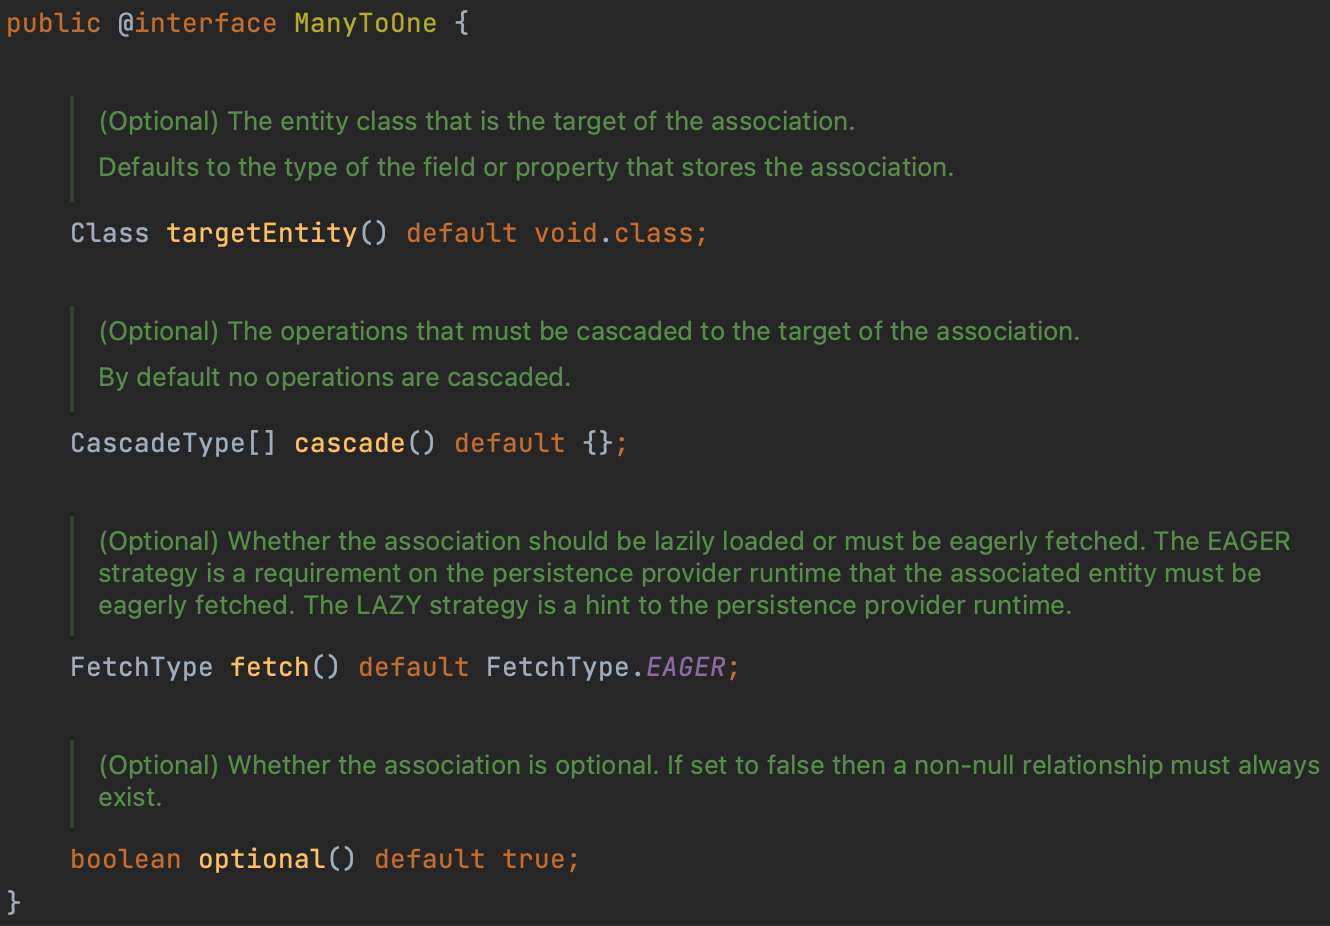 public @interface ManyToOne {
(Optional) The entity class that is the target of the association.
Defaults to the type of the field or property that stores the association.
Class targetEntity() default void.class;
(Optional) The operations that must be cascaded to the target of the association.
By default no operations are cascaded.
CascadeType[] cascade() default {};
(Optional) Whether the association should be lazily loaded or must be eagerly fetched. The EAGER
strategy is a requirement on the persistence provider runtime that the associated entity must be
eagerly fetched. The LAZY strategy is a hint to the persistence provider runtime.
FetchType fetch() default FetchType.EAGER;
(Optional) Whether the association is optional. If set to false then a non-null relationship must always
exist.
boolean optional() default true;
}